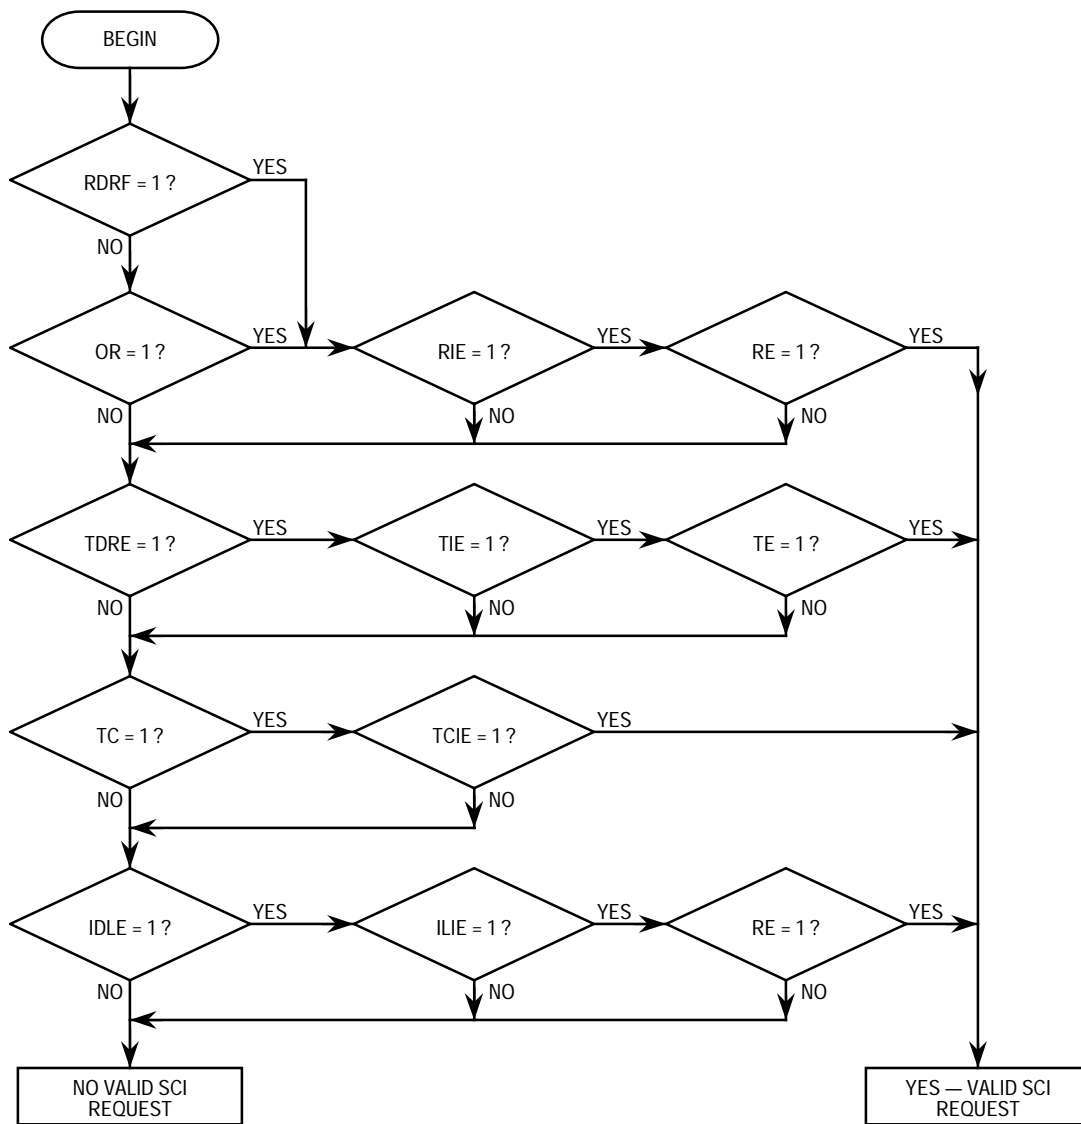 BEGIN
RDRF = 1 ?
YES
NO
OR = 1 ?
YES
RIE = 1 ?
YES
RE = 1 ?
YES
NO
NO
NO
TDRE = 1 ?
YES
TIE = 1 ?
YES
TE = 1 ?
YES
NO
NO
NO
TC = 1 ?
YES
TCIE = 1 ?
YES
NO
NO
IDLE = 1 ?
YES
ILIE = 1 ?
YES
RE = 1 ?
YES
NO
NO
NO
NO VALID SCI
REQUEST
YES — VALID SCI
REQUEST